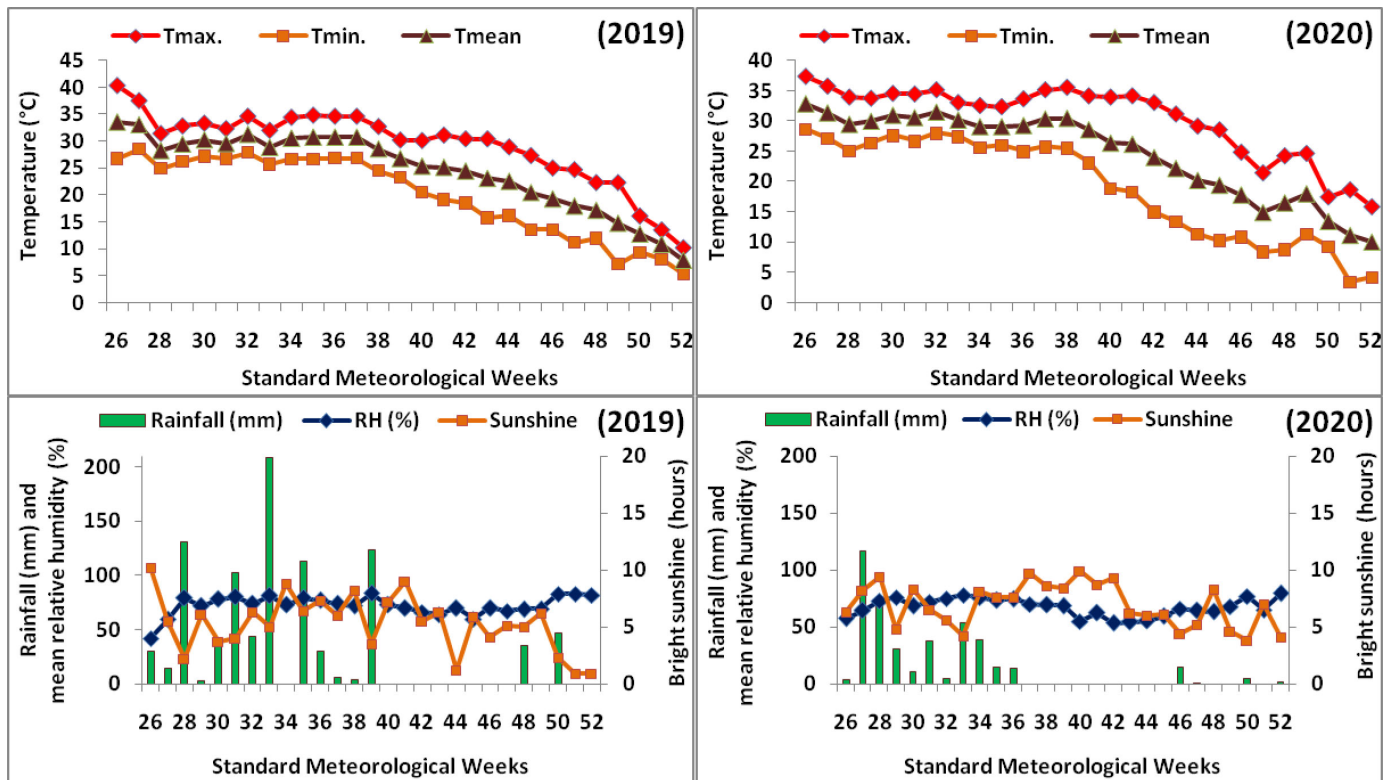 Tmax. Tmin. Tmean (2019)
Temperature (°C)
45
40
35
30
25
20
15
10
5
0
26 28 30 32 34 36 38 40 42 44 46 48 50 52
Standard Meteorological Weeks
Tmax. Tmin. Tmean (2020)
Temperature (°C)
40
35
30
25
20
15
10
5
0
26 28 30 32 34 36 38 40 42 44 46 48 50 52
Standard Meteorological Weeks
Rainfall (mm) RH (%) Sunshine (2019)
Rainfall (mm) and
mean relative humidity (%)
200
150
100
50
0
20
15
10
5
0
Bright sunshine (hours)
26 28 30 32 34 36 38 40 42 44 46 48 50 52
Standard Meteorological Weeks
Rainfall (mm) RH (%) Sunshine (2020)
Rainfall (mm) and
mean relative humidity (%)
200
150
100
50
0
20
15
10
5
0
Bright sunshine (hours)
26 28 30 32 34 36 38 40 42 44 46 48 50 52
Standard Meteorological Weeks